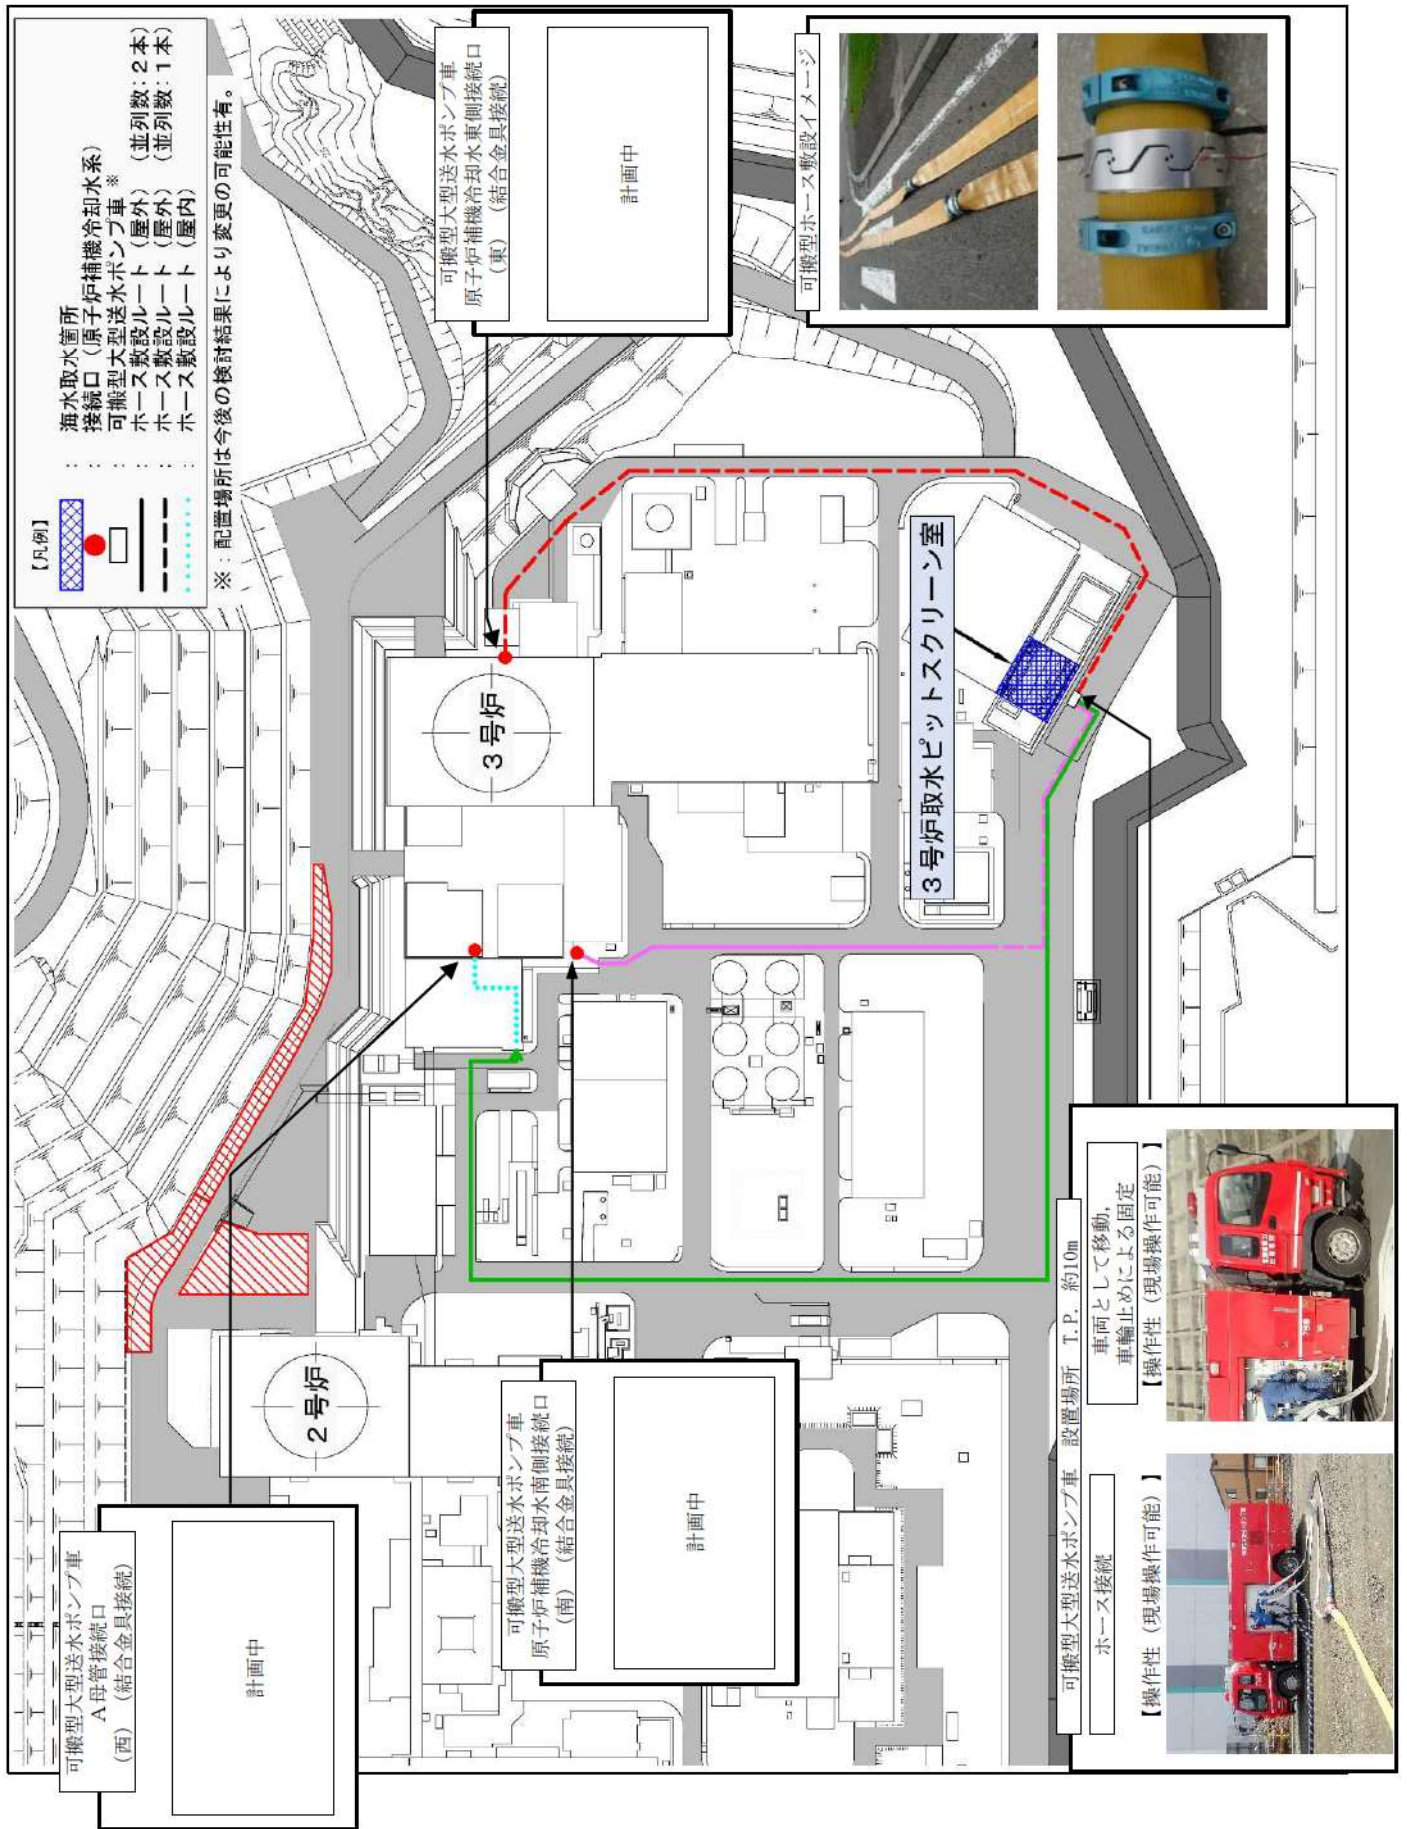 【凡例】
：海水取水箇所
：接続口（原子炉補機冷却水系）
：可搬型大型送水ポンプ車※
：ホース敷設ルート（屋外）（並列数：２本）
：ホース敷設ルート（屋外）（並列数：１本）
：ホース敷設ルート（屋内）
※：配置場所は今後の検討結果により変更の可能性有。
可搬型大型送水ポンプ車
Ａ母管接続口
（西）（結合金具接続）
計画中
可搬型大型送水ポンプ車
原子炉補機冷却水南側接続口
（南）（結合金具接続）
計画中
可搬型大型送水ポンプ車
原子炉補機冷却水東側接続口
（東）（結合金具接続）
計画中
２号炉
３号炉
３号炉取水ピットスクリーン室
可搬型ホース敷設イメージ
可搬型大型送水ポンプ車　設置場所　T.P. 約10m
ホース接続
【操作性（現場操作可能）】
車両として移動，
車輪止めによる固定
【操作性（現場操作可能）】